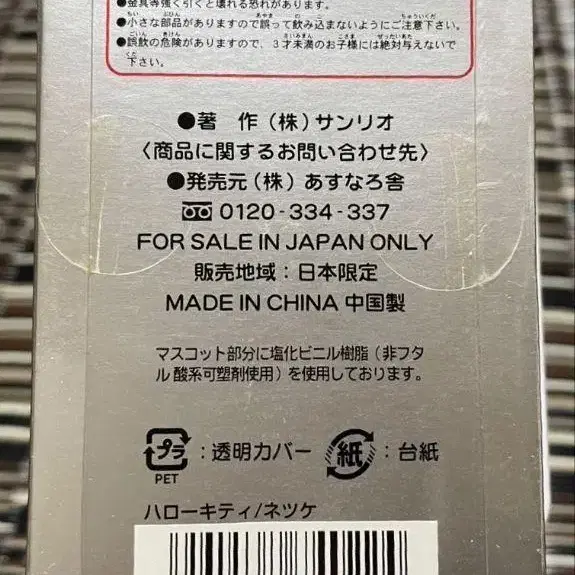 ●金具等強く引くと壊れる恐れがあります。
●小さな部品がありますので誤って飲み込まないようにご注意下さい。
●誤飲の危険がありますので、3才未満のお子様には絶対与えないで
下さい。
●著 作(株)サンリオ
〈商品に関するお問い合わせ先〉
●発売元(株)あすなろ舎
0120-334-337
FOR SALE IN JAPAN ONLY
販売地域:日本限定
MADE IN CHINA 中国製
マスコット部分に塩化ビニル樹脂(非フタ
ル酸系可塑剤使用)を使用しております。
プラ:透明カバー 紙:台紙
PET
ハローキティ/ネツケ